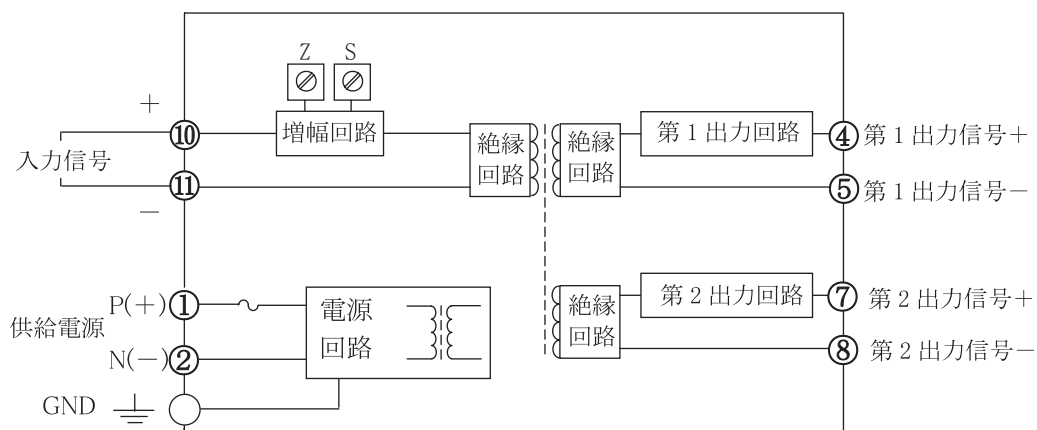 Z S
＋
⑩
増幅回路
入力信号
⑪
－
絶縁
回路
絶縁
回路
第1出力回路
④ 第1出力信号＋
⑤ 第1出力信号－
P(＋) ①
供給電源
N(－) ②
GND
電源
回路
絶縁
回路
第2出力回路
⑦ 第2出力信号＋
⑧ 第2出力信号－